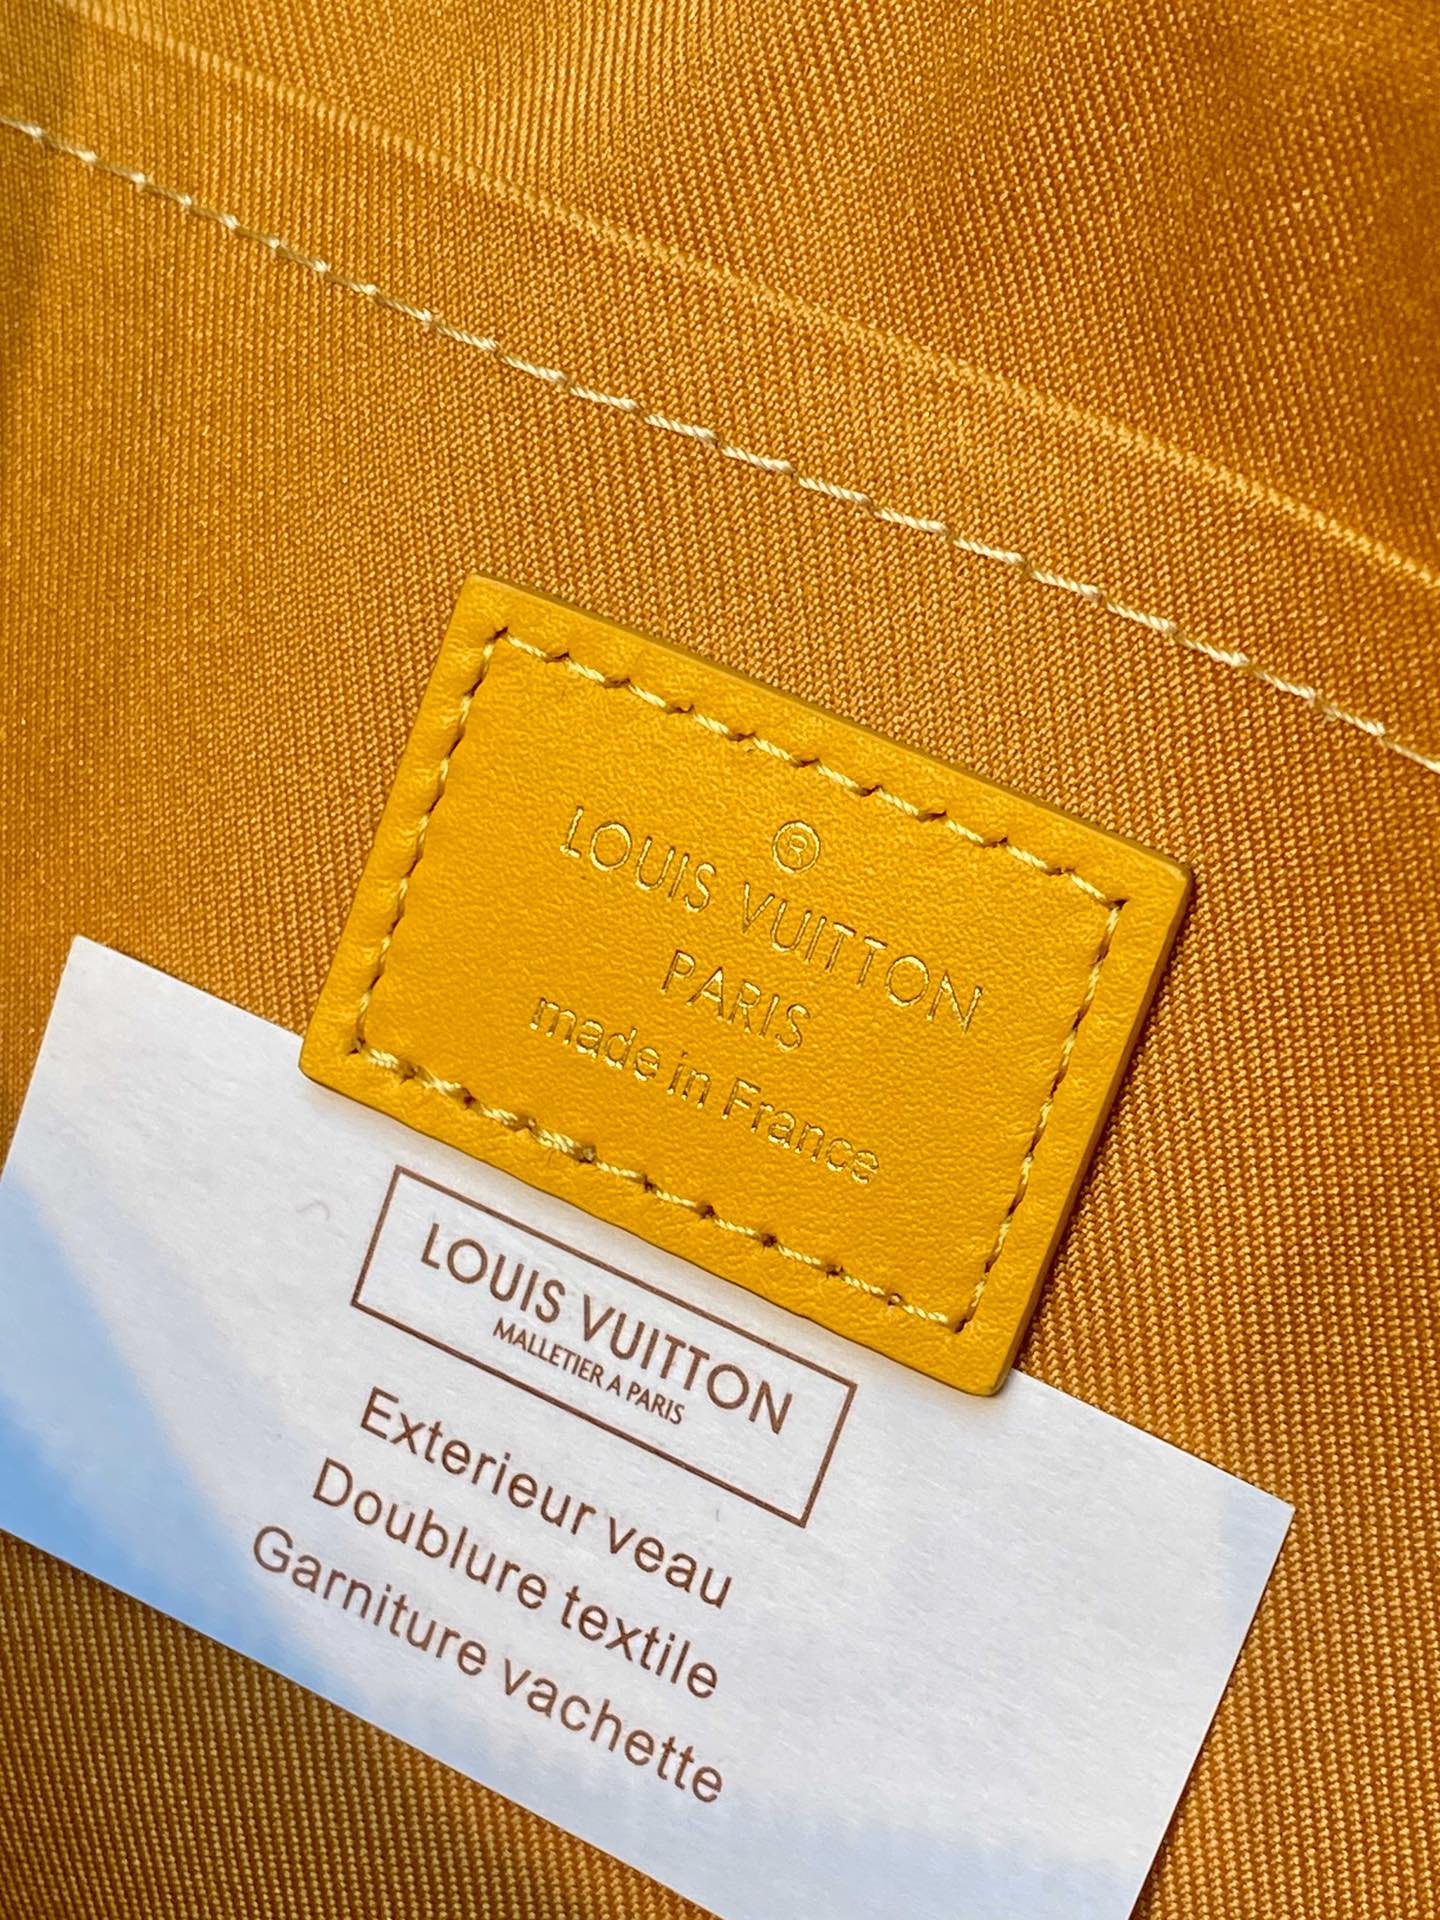 ®
LOUIS VUITTON
PARIS
made in France
LOUIS VUITTON
MALLETIER A PARIS
Exterieur veau
Doublure textile
Garniture vachette